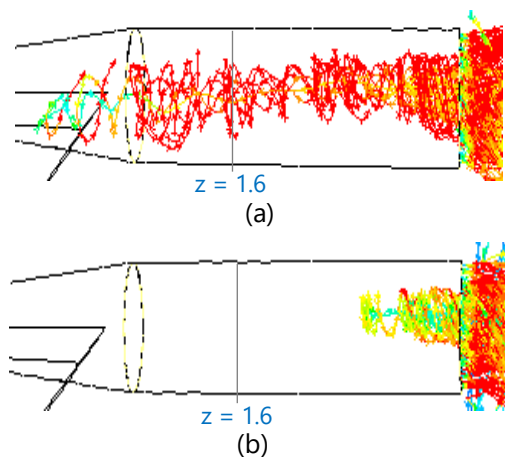 z = 1.6
(a)
z = 1.6
(b)